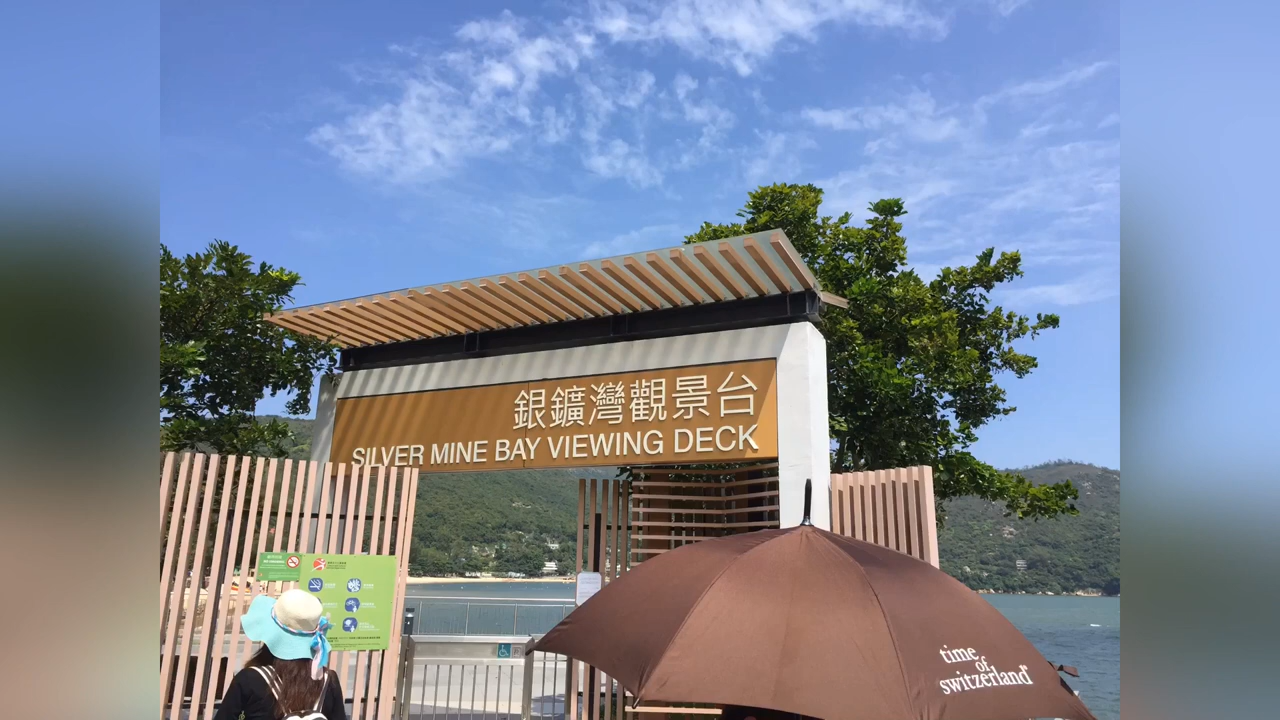 銀鑛灣觀景台
SILVER MINE BAY VIEWING DECK
time
of
switzerland